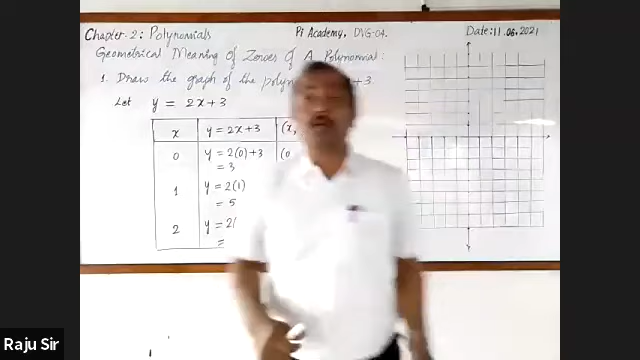 Chapter-2: Polynomials Pi Academy, DVG-04. Date: 11.06.2021
Geometrical Meaning Of Zeroes Of A Polynomial:
1. Draw the graph of the +3.
Let y = 2x+3
x y = 2x+3 (x,
0 y = 2(0)+3 (0
= 3
1 y = 2(1)
= 5
2 y = 2(
=
Raju Sir